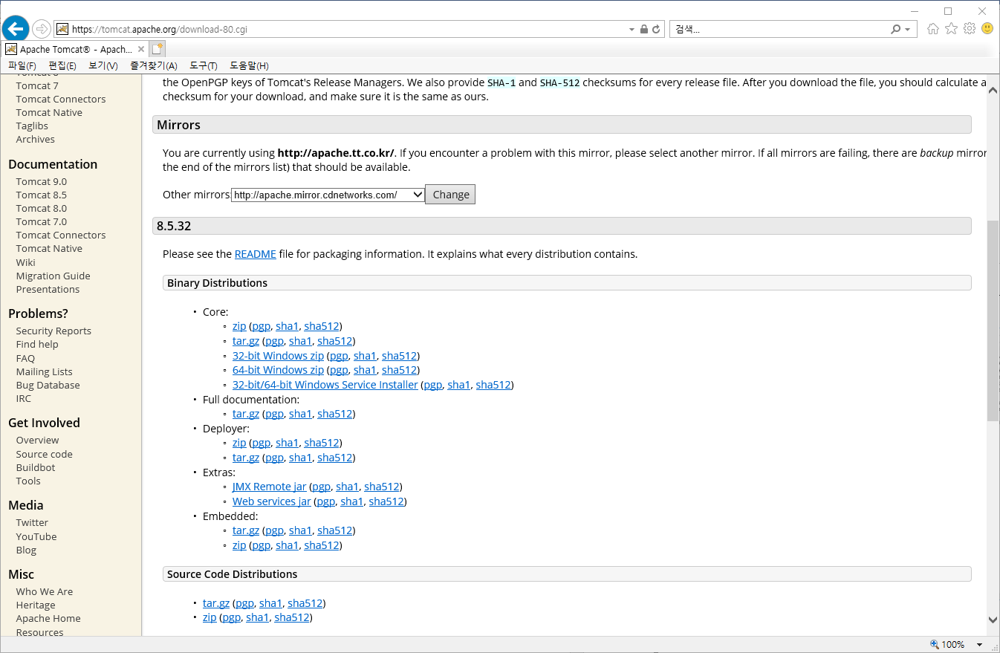 https://tomcat.apache.org/download-80.cgi
검색...
Apache Tomcat® - Apach...
파일(F) 편집(E) 보기(V) 즐겨찾기(A) 도구(T) 도움말(H)
Tomcat 7
Tomcat Connectors
Tomcat Native
Taglibs
Archives
Documentation
Tomcat 9.0
Tomcat 8.5
Tomcat 8.0
Tomcat 7.0
Tomcat Connectors
Tomcat Native
Wiki
Migration Guide
Presentations
Problems?
Security Reports
Find help
FAQ
Mailing Lists
Bug Database
IRC
Get Involved
Overview
Source code
Buildbot
Tools
Media
Twitter
YouTube
Blog
Misc
Who We Are
Heritage
Apache Home
Resources
the OpenPGP keys of Tomcat's Release Managers. We also provide SHA-1 and SHA-512 checksums for every release file. After you download the file, you should calculate a
checksum for your download, and make sure it is the same as ours.
Mirrors
You are currently using http://apache.tt.co.kr/. If you encounter a problem with this mirror, please select another mirror. If all mirrors are failing, there are backup mirror
the end of the mirrors list) that should be available.
Other mirrors: http://apache.mirror.cdnetworks.com/ Change
8.5.32
Please see the README file for packaging information. It explains what every distribution contains.
Binary Distributions
• Core:
◦ zip (pgp, sha1, sha512)
◦ tar.gz (pgp, sha1, sha512)
◦ 32-bit Windows zip (pgp, sha1, sha512)
◦ 64-bit Windows zip (pgp, sha1, sha512)
◦ 32-bit/64-bit Windows Service Installer (pgp, sha1, sha512)
• Full documentation:
◦ tar.gz (pgp, sha1, sha512)
• Deployer:
◦ zip (pgp, sha1, sha512)
◦ tar.gz (pgp, sha1, sha512)
• Extras:
◦ JMX Remote jar (pgp, sha1, sha512)
◦ Web services jar (pgp, sha1, sha512)
• Embedded:
◦ tar.gz (pgp, sha1, sha512)
◦ zip (pgp, sha1, sha512)
Source Code Distributions
• tar.gz (pgp, sha1, sha512)
• zip (pgp, sha1, sha512)
100%